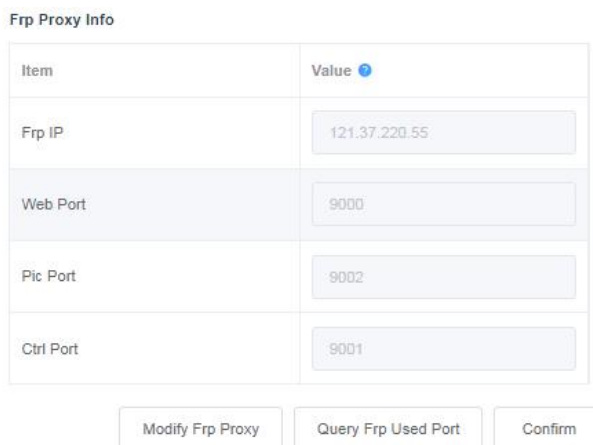 Frp Proxy Info
Item Value ?
Frp IP 121.37.220.55
Web Port 9000
Pic Port 9002
Ctrl Port 9001
Modify Frp Proxy Query Frp Used Port Confirm